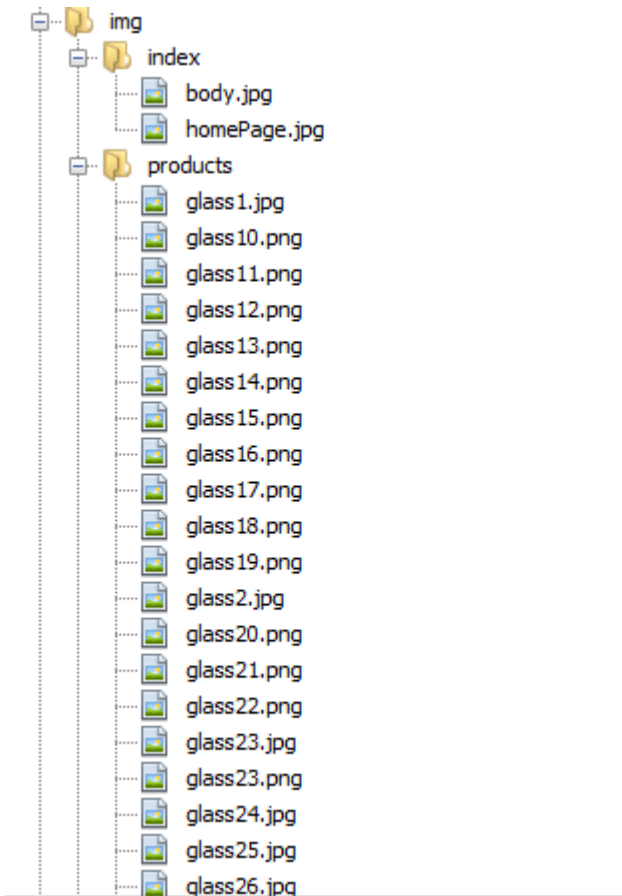 img
index
body.jpg
homePage.jpg
products
glass1.jpg
glass10.png
glass11.png
glass12.png
glass13.png
glass14.png
glass15.png
glass16.png
glass17.png
glass18.png
glass19.png
glass2.jpg
glass20.png
glass21.png
glass22.png
glass23.jpg
glass23.png
glass24.jpg
glass25.jpg
glass26.jpg